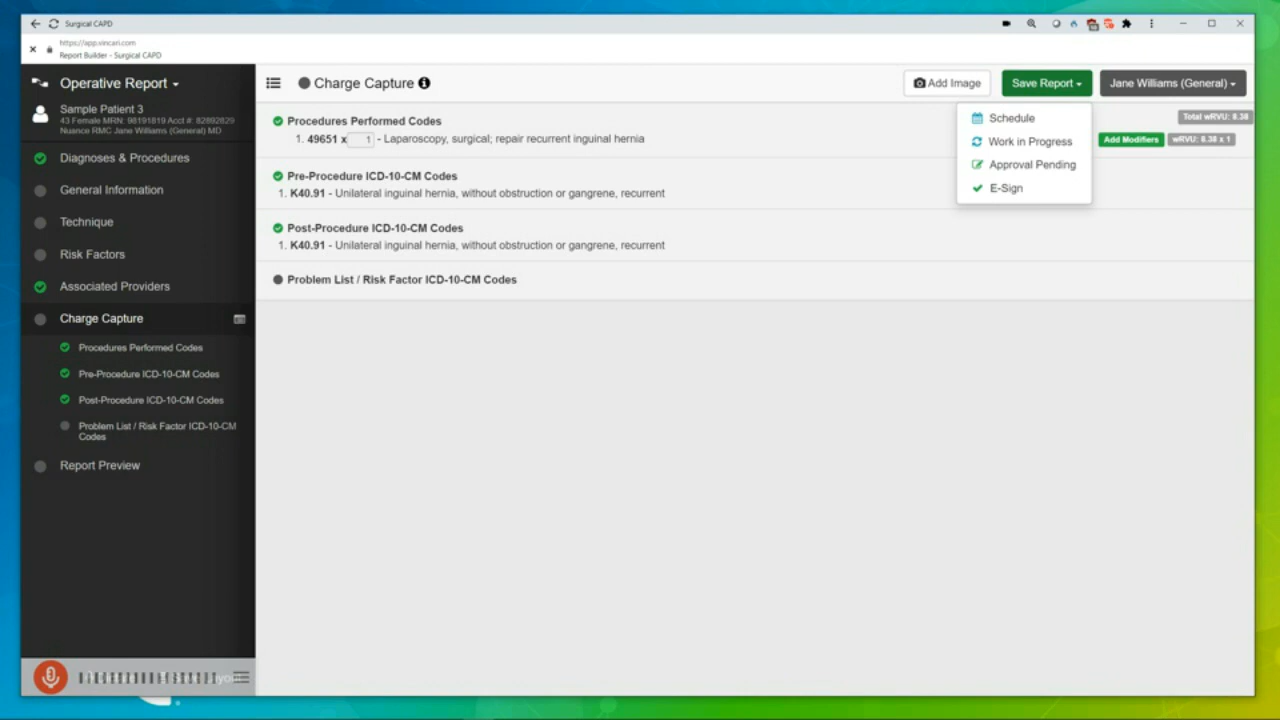 Surgical CAPD
https://app.vincari.com
Report Builder - Surgical CAPD
Operative Report
Sample Patient 3
43 Female MRN: 98191819 Acct #: 82892829
Nuance RMC Jane Williams (General) MD
Diagnoses & Procedures
General Information
Technique
Risk Factors
Associated Providers
Charge Capture
Procedures Performed Codes
Pre-Procedure ICD-10-CM Codes
Post-Procedure ICD-10-CM Codes
Problem List / Risk Factor ICD-10-CM
Codes
Report Preview
Charge Capture
Add Image
Save Report
Jane Williams (General)
Schedule
Work in Progress
Approval Pending
E-Sign
Total wRVU: 8.38
Procedures Performed Codes
1. 49651 x 1 - Laparoscopy, surgical; repair recurrent inguinal hernia
Add Modifiers
wRVU: 8.38 x 1
Pre-Procedure ICD-10-CM Codes
1. K40.91 - Unilateral inguinal hernia, without obstruction or gangrene, recurrent
Post-Procedure ICD-10-CM Codes
1. K40.91 - Unilateral inguinal hernia, without obstruction or gangrene, recurrent
Problem List / Risk Factor ICD-10-CM Codes